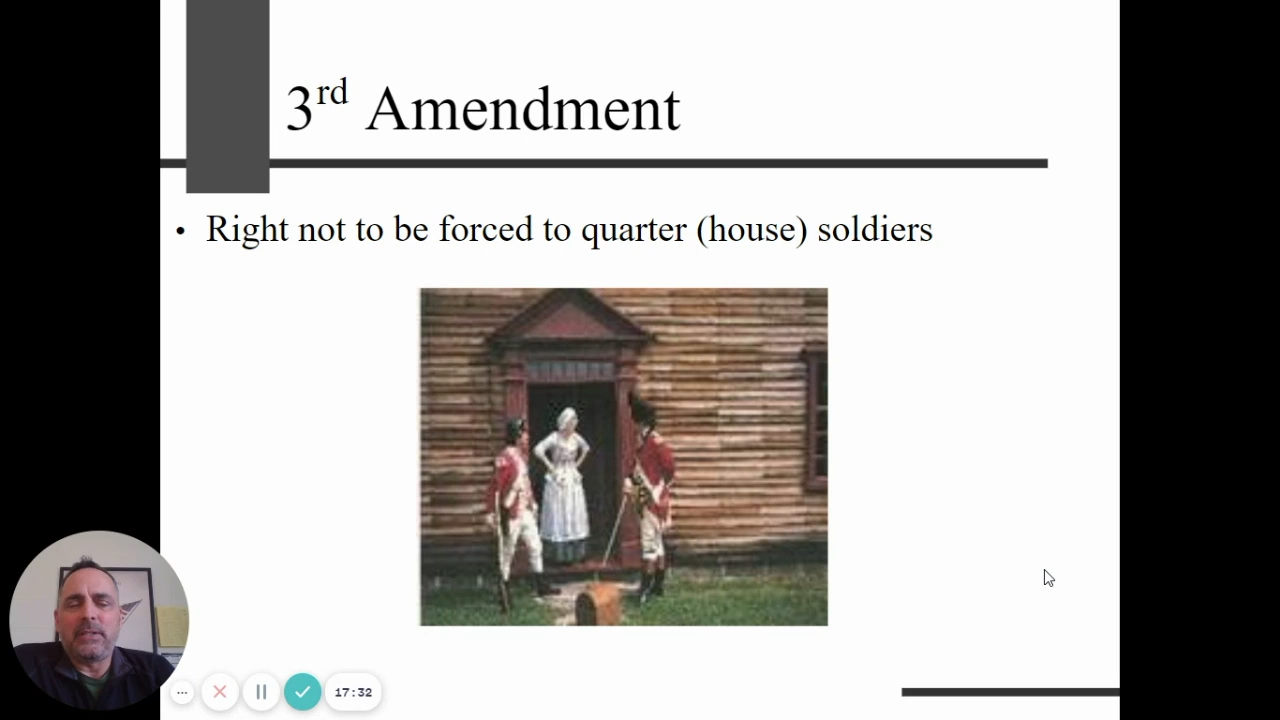 3rd Amendment
• Right not to be forced to quarter (house) soldiers
17:32